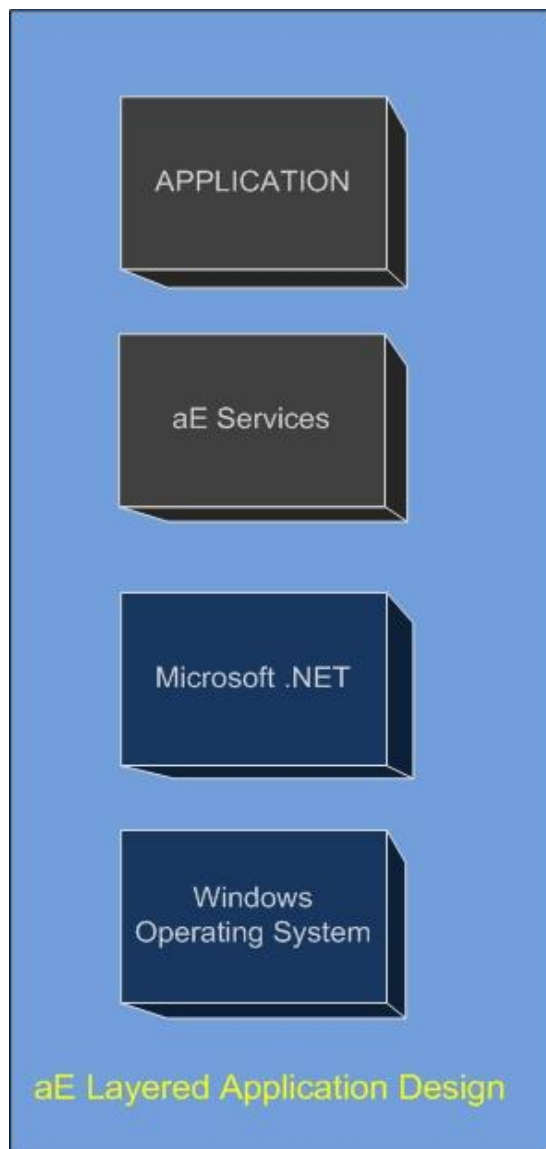 APPLICATION
aE Services
Microsoft .NET
Windows
Operating System
aE Layered Application Design